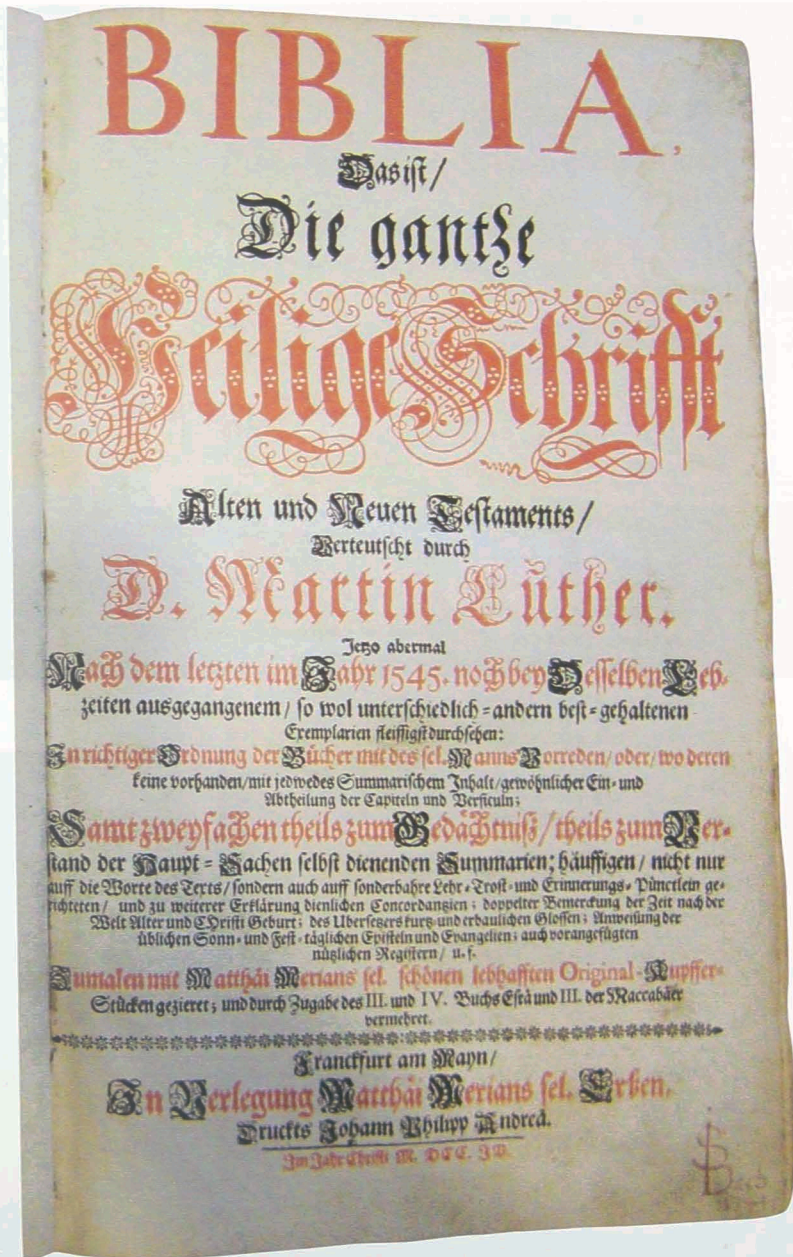 BIBLIA,
Das ist/
Die gantze
Heilige Schrifft
Alten und Neuen Testaments/
Verteutscht durch
D. Martin Luther.
Jetzo abermal
Nach dem letzten im Jahr 1545. noch bey Desselben Leb-
zeiten ausgegangenem/ so wol unterschiedlich-andern best-gehaltenen
Exemplarien fleissigst durchsehen:
In richtiger Ordnung der Bücher mit des sel. Manns Vorreden/ oder/ wo deren
keine vorhanden/ mit jedwedes Summarischem Inhalt/ gewöhnlicher Ein- und
Abtheilung der Capiteln und Versiculn;
Samt zweyfachen theils zum Gedächtniß/ theils zum Ver-
stand der Haupt-Sachen selbst dienenden Summarien; häuffigen/ nicht nur
auff die Worte des Texts/ sondern auch auff sonderbahre Lehr-Trost- und Erinnerungs-Pünctlein ge-
richteten/ und zu weiterer Erklärung dienlichen Concordantzien; doppelter Bemerckung der Zeit nach der
Welt Alter und Christi Geburt; des Ubersetzers kurtz-und erbaulichen Glossen; Anweisung der
üblichen Sonn- und Fest-täglichen Episteln und Evangelien; auch vorangefügten
nützlichen Registern/ u. s.
Zumalen mit Matthäi Merians sel. schönen lebhafften Original-Kupffer-
Stücken gezieret; und durch Zugabe des III. und IV. Buchs Esrä und III. der Maccabäer
vermehret.
Franckfurt am Mayn/
In Verlegung Matthäi Merians sel. Erben,
Druckts Johann Philipp Andreä.
Im Jahr Christi M. DCC. IV.